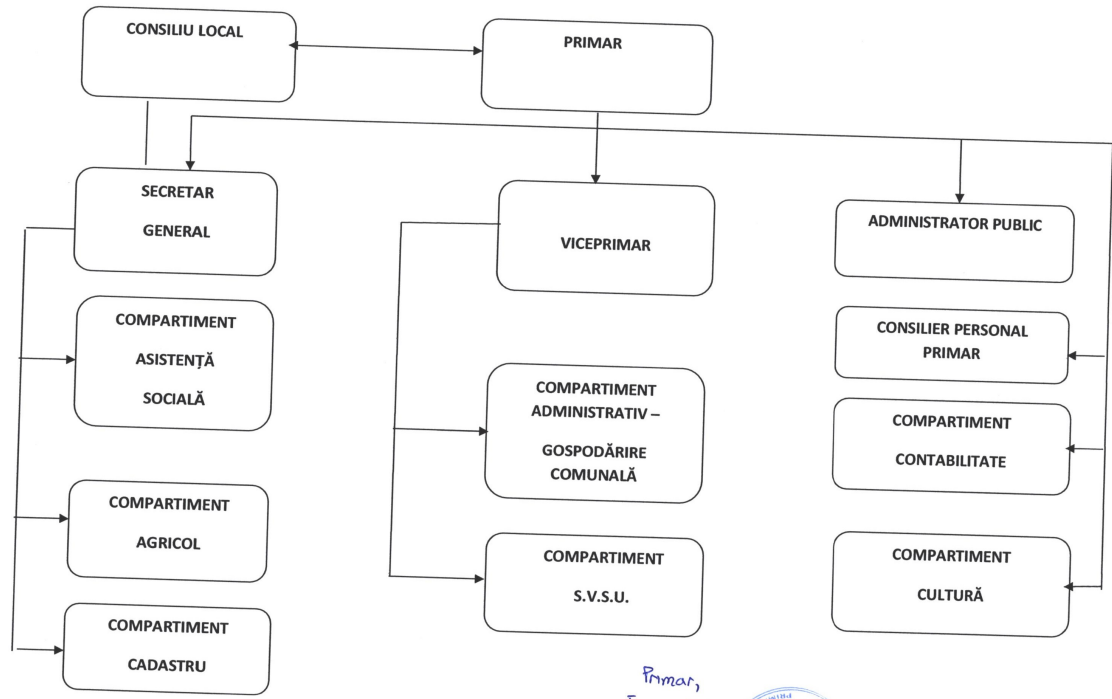 CONSILIU LOCAL
PRIMAR
SECRETAR
GENERAL
VICEPRIMAR
ADMINISTRATOR PUBLIC
COMPARTIMENT
ASISTENȚĂ
SOCIALĂ
CONSILIER PERSONAL
PRIMAR
COMPARTIMENT
ADMINISTRATIV –
GOSPODĂRIRE
COMUNALĂ
COMPARTIMENT
CONTABILITATE
COMPARTIMENT
AGRICOL
COMPARTIMENT
S.V.S.U.
COMPARTIMENT
CULTURĂ
COMPARTIMENT
CADASTRU
Primar,